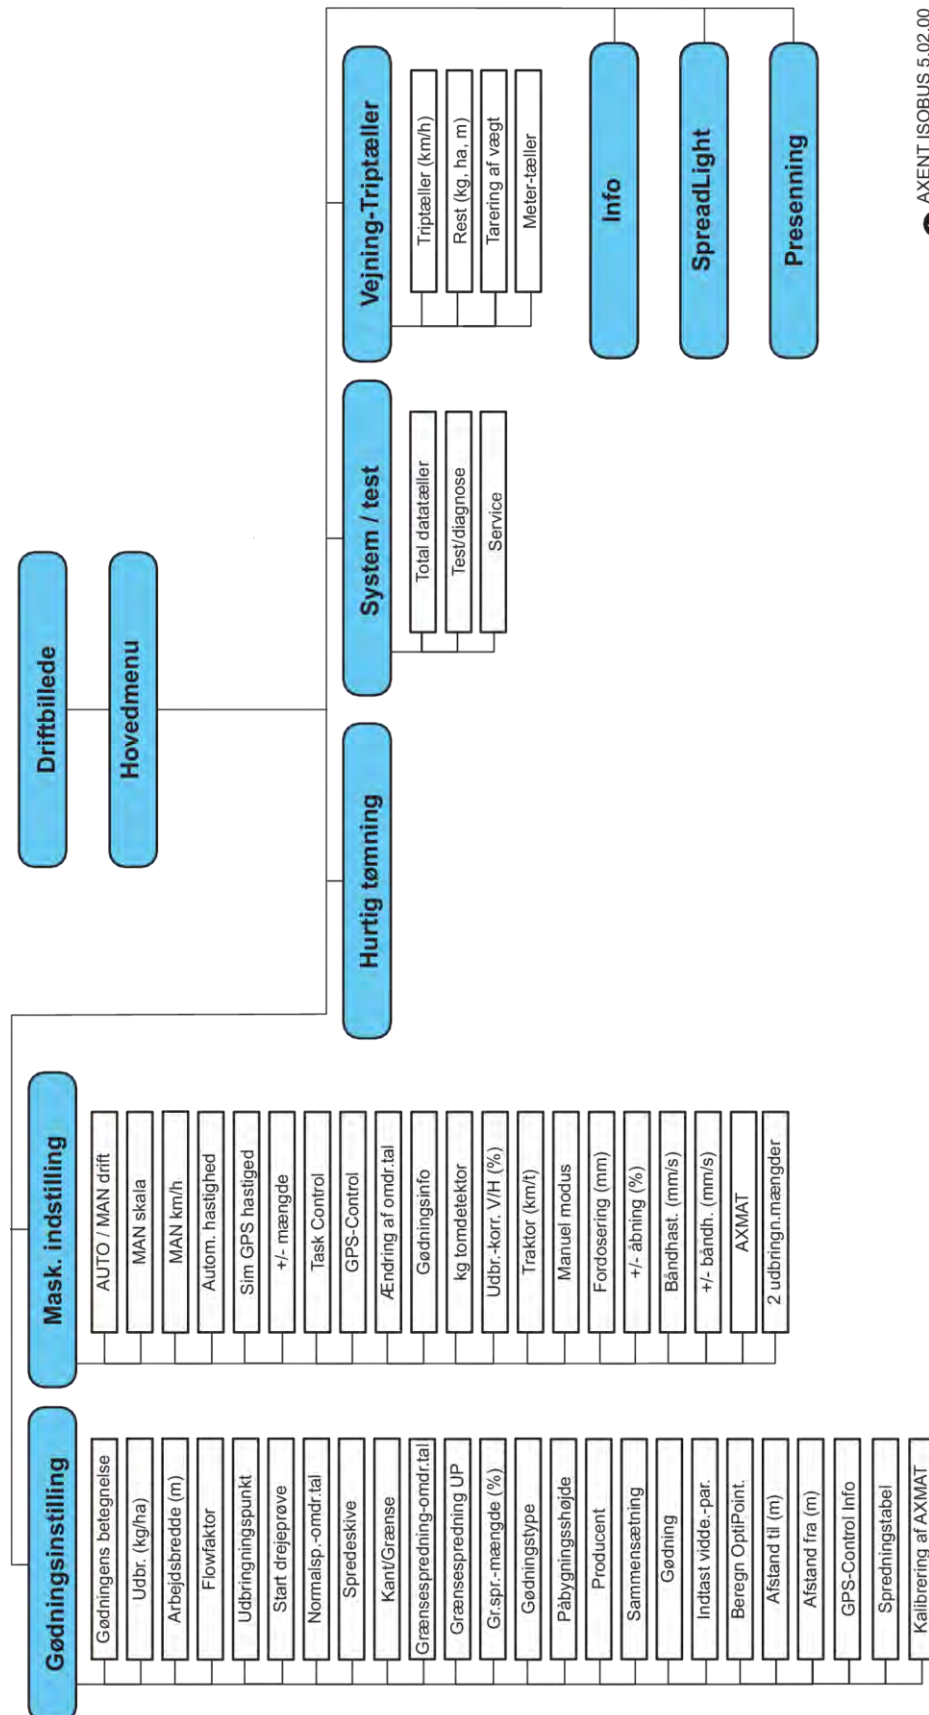 Driftbillede
Hovedmenu
Gødningsinstilling
Gødningens betegnelse
Udbr. (kg/ha)
Arbejdsbredde (m)
Flowfaktor
Udbringningspunkt
Start drejeprøve
Normalsp.-omdr.tal
Spredeskive
Kant/Grænse
Grænsespredning-omdr.tal
Grænsespredning UP
Gr.spr.-mængde (%)
Gødningstype
Påbygningsshøjde
Producent
Sammensætning
Gødning
Indtast vidde.-par.
Beregn OptiPoint.
Afstand til (m)
Afstand fra (m)
GPS-Control Info
Spredningstabel
Kalibrering af AXMAT
Mask. indstilling
AUTO / MAN drift
MAN skala
MAN km/h
Autom. hastighed
Sim GPS hastiged
+/- mængde
Task Control
GPS-Control
Ændring af omdr.tal
Gødningsinfo
kg tomdetektor
Udbr.-korr. V/H (%)
Traktor (km/t)
Manuel modus
Fordosering (mm)
+/- åbning (%)
Båndhast. (mm/s)
+/- båndh. (mm/s)
AXMAT
2 udbningn.mængder
Hurtig tømning
System / test
Total datatæller
Test/diagnose
Service
Vejning-Triptæller
Triptæller (km/h)
Rest (kg, ha, m)
Tarering af vægt
Meter-tæller
Info
SpreadLight
Presenning
AXENT ISOBUS 5.02.00